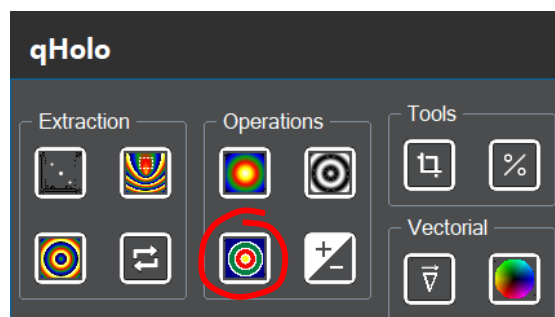 qHolo
Extraction
Operations
Tools
%
Vectorial
+
−
V